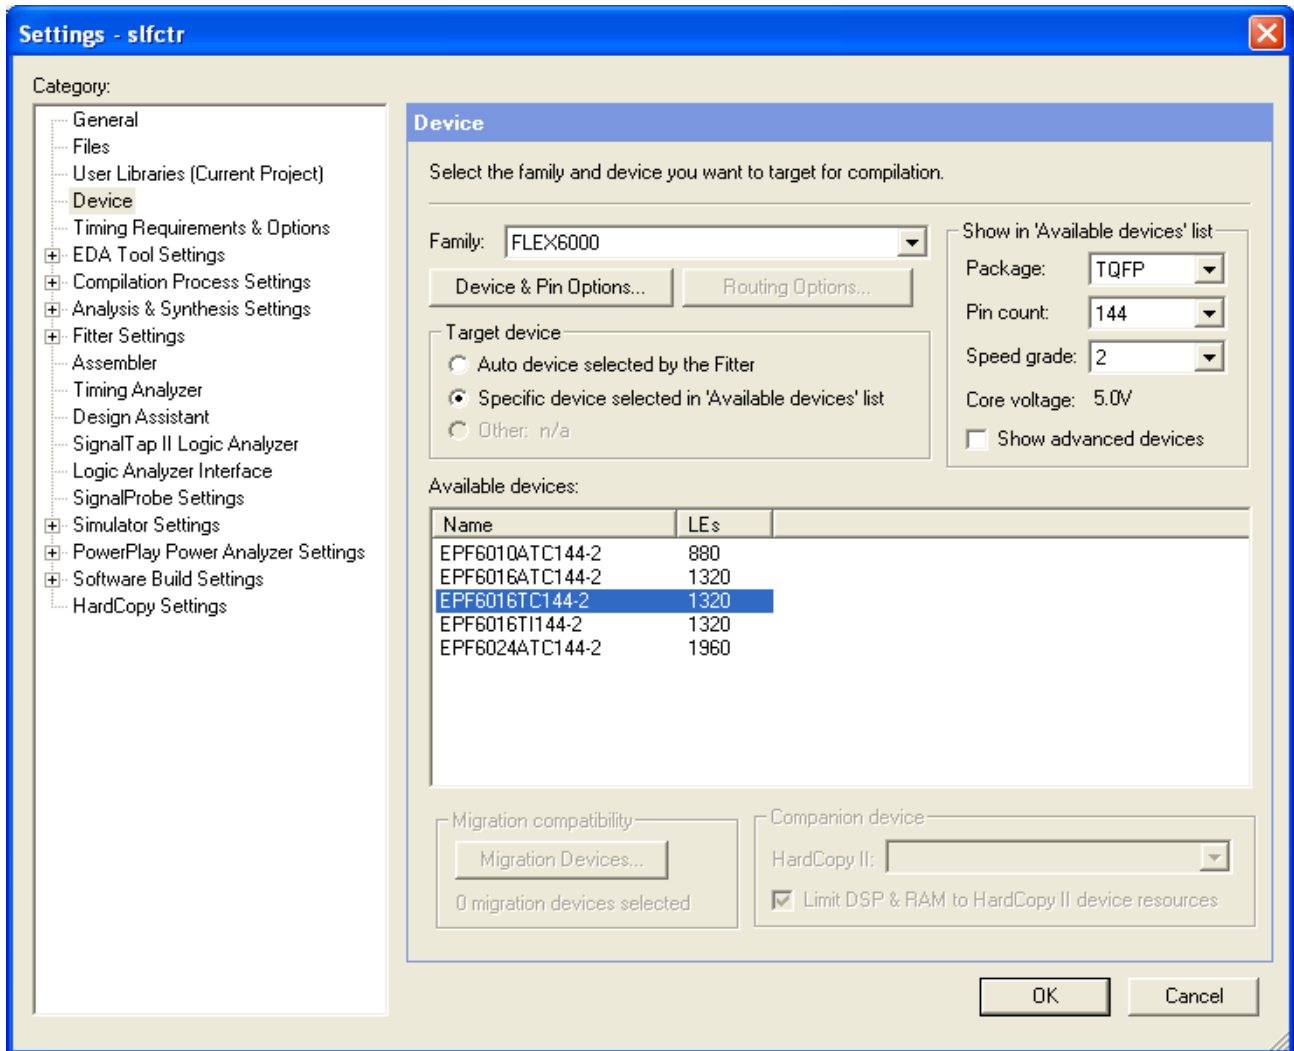 Settings - slfctr
Category:
General
Files
User Libraries (Current Project)
Device
Timing Requirements & Options
EDA Tool Settings
Compilation Process Settings
Analysis & Synthesis Settings
Fitter Settings
Assembler
Timing Analyzer
Design Assistant
SignalTap II Logic Analyzer
Logic Analyzer Interface
SignalProbe Settings
Simulator Settings
PowerPlay Power Analyzer Settings
Software Build Settings
HardCopy Settings
Device
Select the family and device you want to target for compilation.
Family: FLEX6000
Device & Pin Options... Routing Options...
Target device
Auto device selected by the Fitter
Specific device selected in 'Available devices' list
Other: n/a
Show in 'Available devices' list
Package: TQFP
Pin count: 144
Speed grade: 2
Core voltage: 5.0V
Show advanced devices
Available devices:
Name LEs
EPF6010ATC144-2 880
EPF6016ATC144-2 1320
EPF6016TC144-2 1320
EPF6016TI144-2 1320
EPF6024ATC144-2 1960
Migration compatibility
Migration Devices...
0 migration devices selected
Companion device
HardCopy II:
Limit DSP & RAM to HardCopy II device resources
OK Cancel